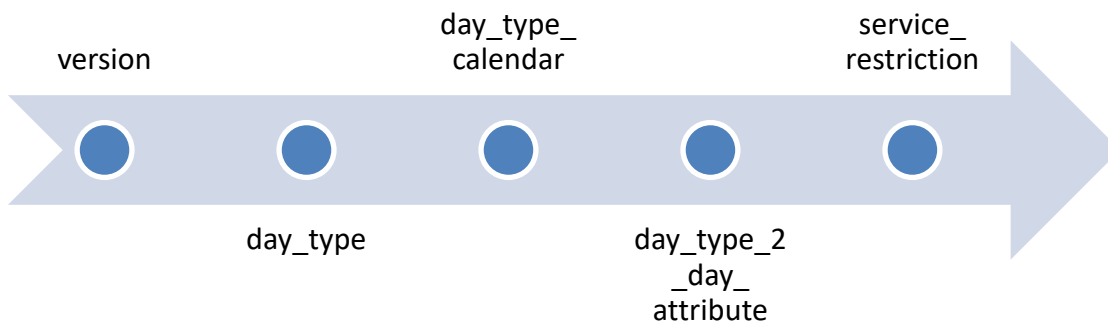 version
day_type
day_type_
calendar
day_type_2
_day_
attribute
service_
restriction